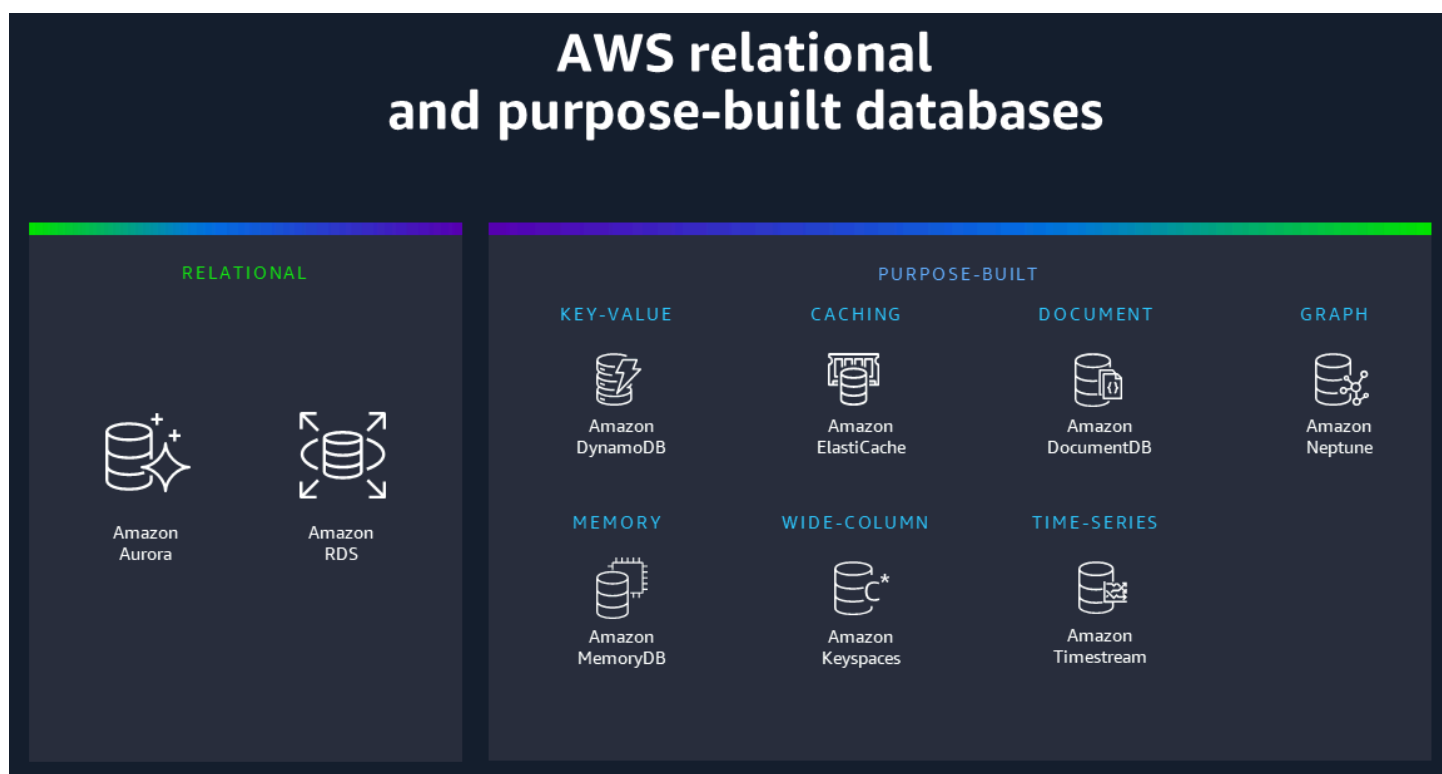 AWS relational
and purpose-built databases
RELATIONAL
Amazon
Aurora
Amazon
RDS
PURPOSE-BUILT
KEY-VALUE
Amazon
DynamoDB
CACHING
Amazon
ElastiCache
DOCUMENT
{}
Amazon
DocumentDB
GRAPH
Amazon
Neptune
MEMORY
Amazon
MemoryDB
WIDE-COLUMN
C*
Amazon
Keyspaces
TIME-SERIES
Amazon
Timestream